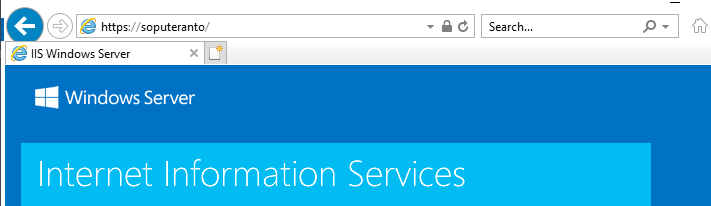 https://soputeranto/
Search...
IIS Windows Server
Windows Server
Internet Information Services